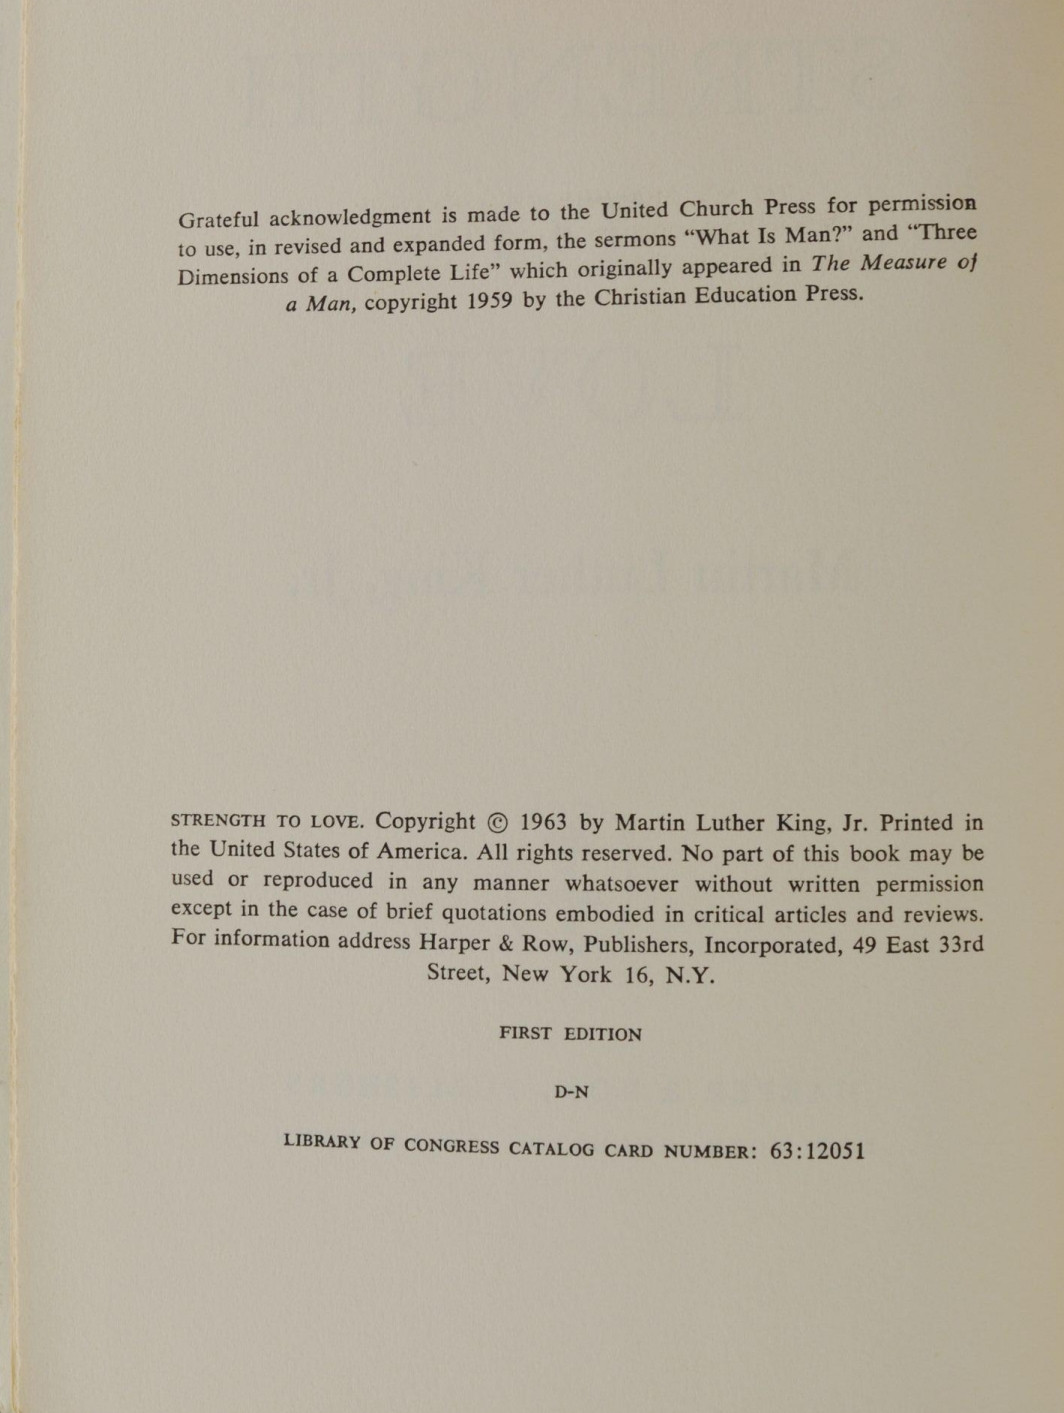 Grateful acknowledgment is made to the United Church Press for permission
to use, in revised and expanded form, the sermons “What Is Man?” and “Three
Dimensions of a Complete Life” which originally appeared in The Measure of
a Man, copyright 1959 by the Christian Education Press.
STRENGTH TO LOVE. Copyright © 1963 by Martin Luther King, Jr. Printed in
the United States of America. All rights reserved. No part of this book may be
used or reproduced in any manner whatsoever without written permission
except in the case of brief quotations embodied in critical articles and reviews.
For information address Harper & Row, Publishers, Incorporated, 49 East 33rd
Street, New York 16, N.Y.
FIRST EDITION
D-N
LIBRARY OF CONGRESS CATALOG CARD NUMBER: 63:12051